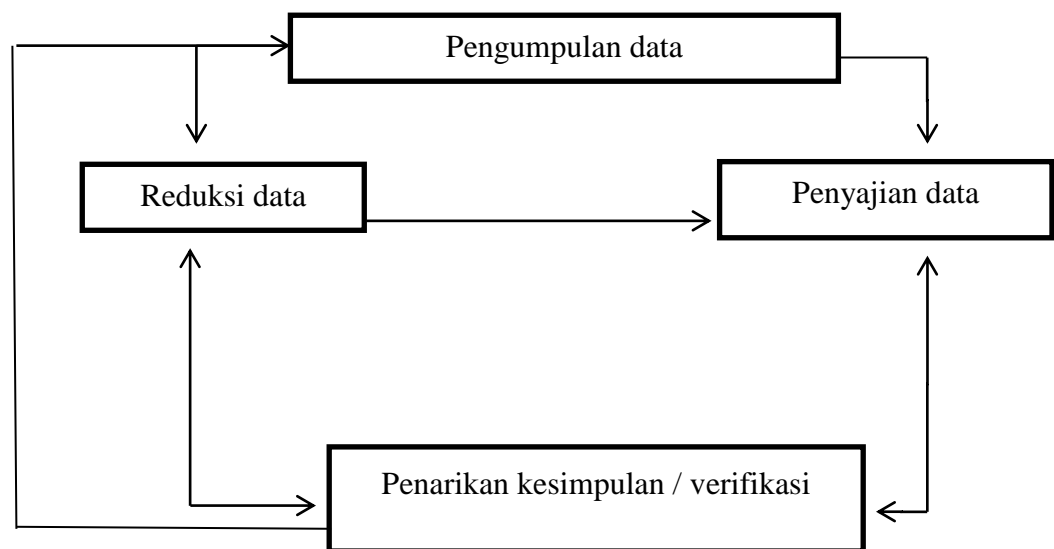 Pengumpulan data
Reduksi data
Penyajian data
Penarikan kesimpulan / verifikasi